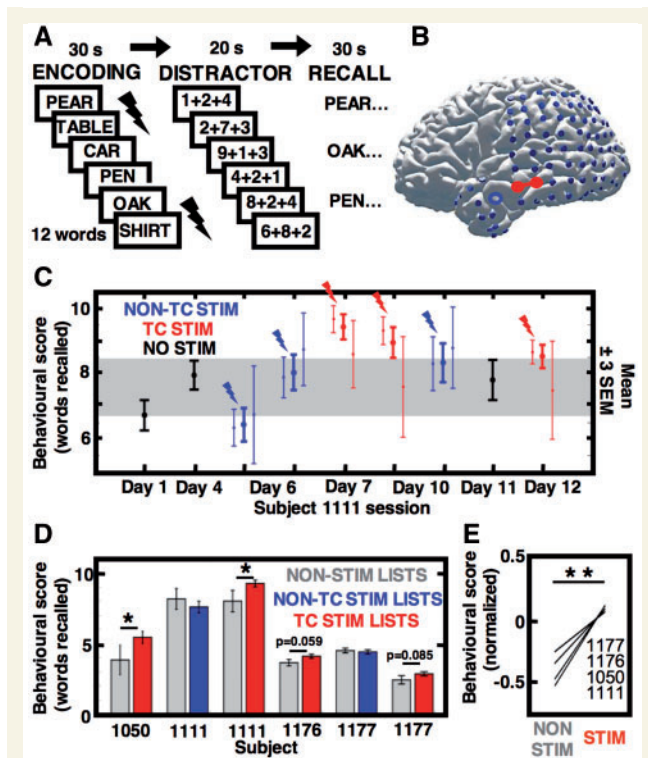 A
30 s
20 s
30 s
ENCODING
DISTRACTOR
RECALL
PEAR
TABLE
CAR
PEN
OAK
SHIRT
12 words
1+2+4
2+7+3
9+1+3
4+2+1
8+2+4
6+8+2
PEAR...
OAK...
PEN...
B
C
NON-TC STIM
TC STIM
NO STIM
Behavioural score
(words recalled)
10
8
6
Mean
± 3 SEM
Day 1
Day 4
Day 6
Day 7
Day 10
Day 11
Day 12
Subject 1111 session
D
Behavioural score
(words recalled)
10
5
0
NON-STIM LISTS
NON-TC STIM LISTS
TC STIM LISTS
*
*
p=0.059
p=0.085
1050
1111
1111
1176
1177
1177
Subject
E
Behavioural score
(normalized)
0.5
0
-0.5
* *
1177
1176
1050
1111
NON
STIM
STIM